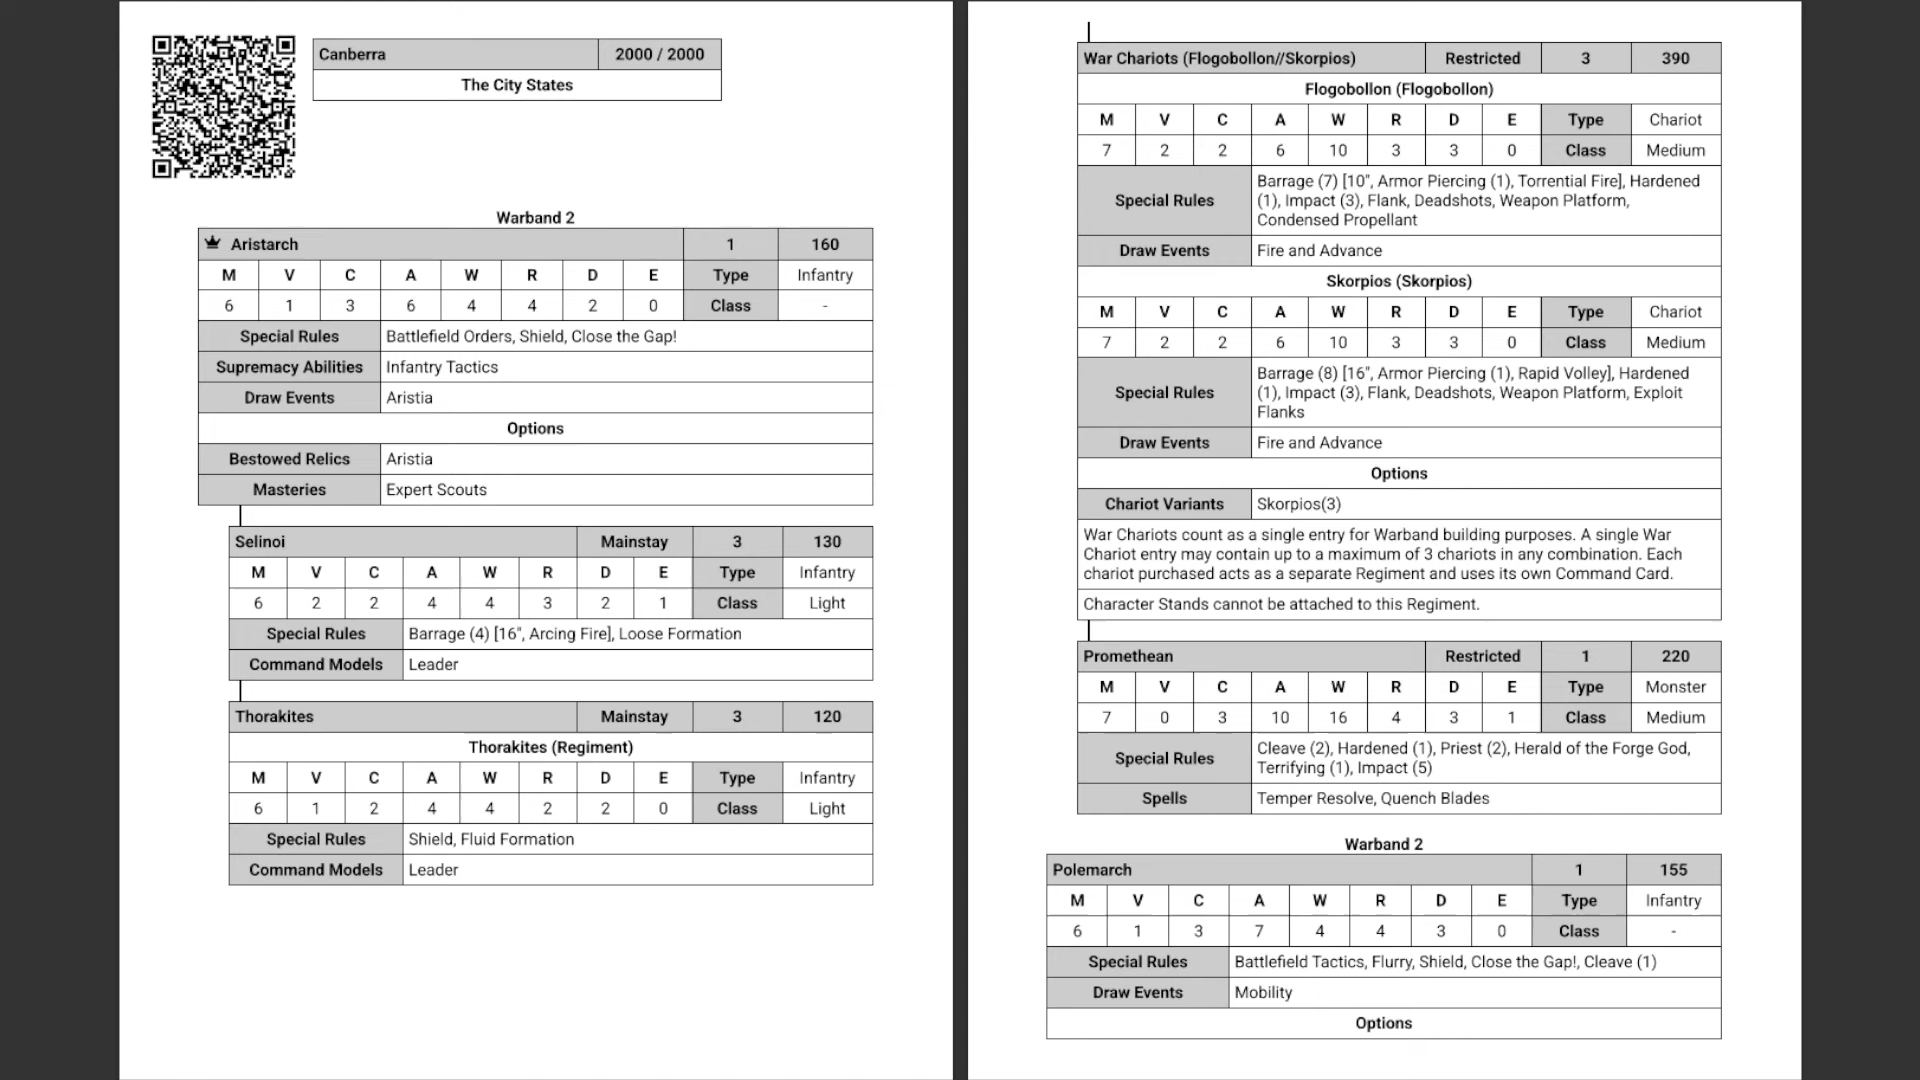 Canberra 2000 / 2000
The City States
Warband 2
Aristarch 1 160
M V C A W R D E Type Infantry
6 1 3 6 4 4 2 0 Class -
Special Rules Battlefield Orders, Shield, Close the Gap!
Supremacy Abilities Infantry Tactics
Draw Events Aristia
Options
Bestowed Relics Aristia
Masteries Expert Scouts
Selinoi Mainstay 3 130
M V C A W R D E Type Infantry
6 2 2 4 4 3 2 1 Class Light
Special Rules Barrage (4) [16", Arcing Fire], Loose Formation
Command Models Leader
Thorakites Mainstay 3 120
Thorakites (Regiment)
M V C A W R D E Type Infantry
6 1 2 4 4 2 2 0 Class Light
Special Rules Shield, Fluid Formation
Command Models Leader
War Chariots (Flogobollon//Skorpios) Restricted 3 390
Flogobollon (Flogobollon)
M V C A W R D E Type Chariot
7 2 2 6 10 3 3 0 Class Medium
Special Rules Barrage (7) [10", Armor Piercing (1), Torrential Fire], Hardened
(1), Impact (3), Flank, Deadshots, Weapon Platform,
Condensed Propellant
Draw Events Fire and Advance
Skorpios (Skorpios)
M V C A W R D E Type Chariot
7 2 2 6 10 3 3 0 Class Medium
Special Rules Barrage (8) [16", Armor Piercing (1), Rapid Volley], Hardened
(1), Impact (3), Flank, Deadshots, Weapon Platform, Exploit
Flanks
Draw Events Fire and Advance
Options
Chariot Variants Skorpios(3)
War Chariots count as a single entry for Warband building purposes. A single War
Chariot entry may contain up to a maximum of 3 chariots in any combination. Each
chariot purchased acts as a separate Regiment and uses its own Command Card.
Character Stands cannot be attached to this Regiment.
Promethean Restricted 1 220
M V C A W R D E Type Monster
7 0 3 10 16 4 3 1 Class Medium
Special Rules Cleave (2), Hardened (1), Priest (2), Herald of the Forge God,
Terrifying (1), Impact (5)
Spells Temper Resolve, Quench Blades
Warband 2
Polemarch 1 155
M V C A W R D E Type Infantry
6 1 3 7 4 4 3 0 Class -
Special Rules Battlefield Tactics, Flurry, Shield, Close the Gap!, Cleave (1)
Draw Events Mobility
Options